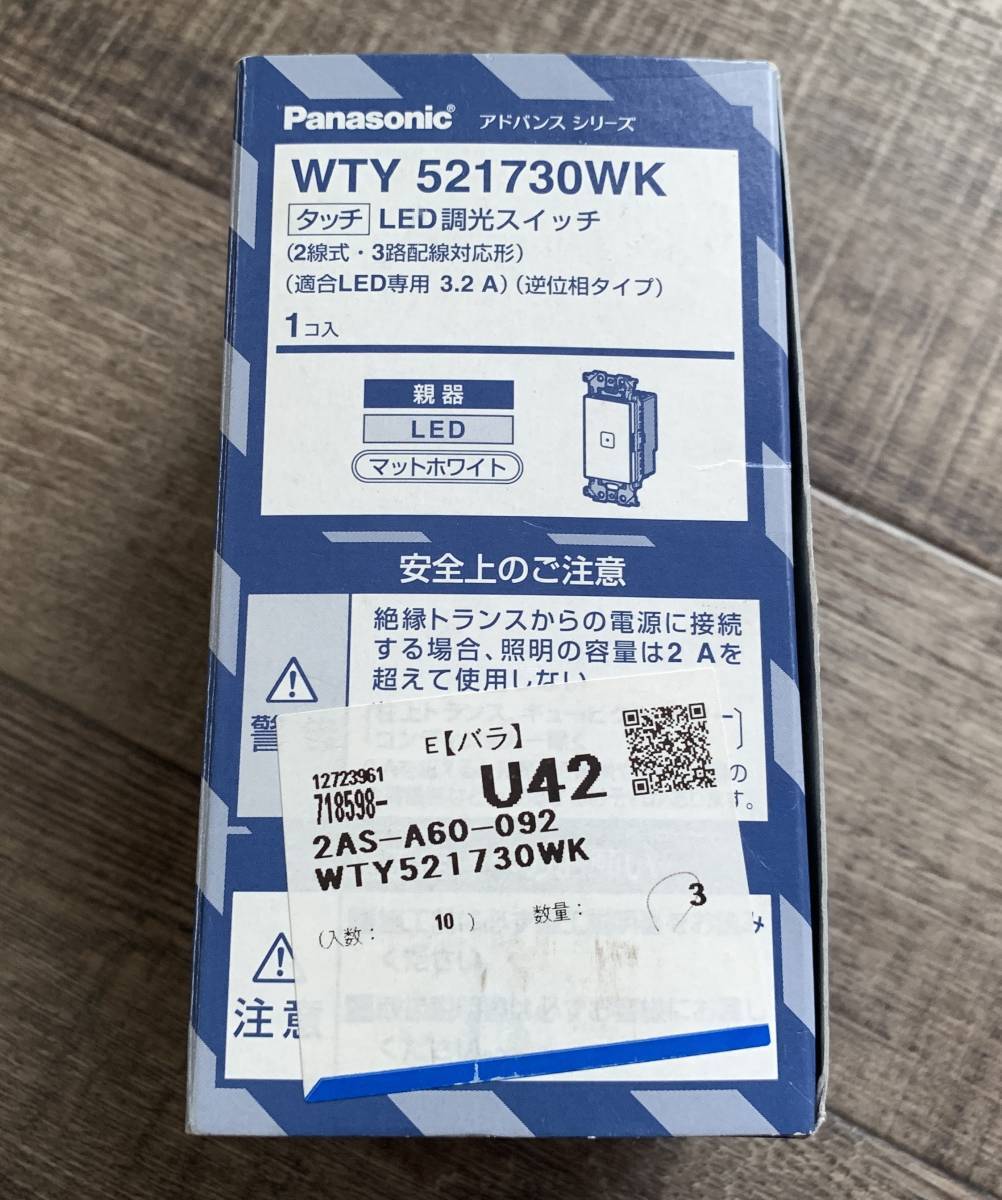 Panasonic® アドバンス シリーズ
WTY 521730WK
タッチ LED調光スイッチ
(2線式・3路配線対応形)
(適合LED専用 3.2 A) (逆位相タイプ)
1コ入
親器
LED
マットホワイト
安全上のご注意
絶縁トランスからの電源に接続
する場合、照明の容量は2 Aを
超えて使用しない
警
の
す。
注意
E【バラ】
12723961
718598-
U42
2AS-A60-092
WTY521730WK
(入数: 10 ) 数量: 3